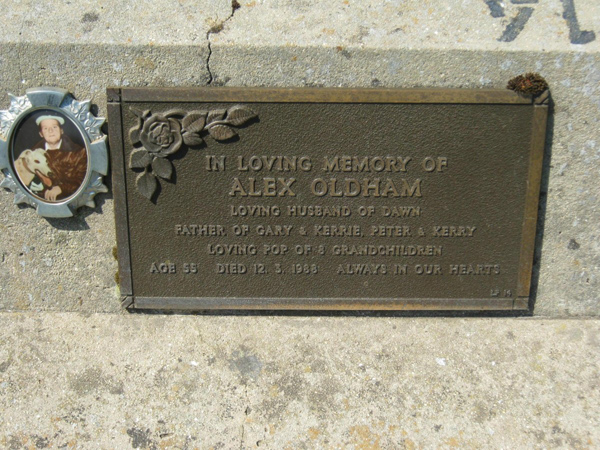 IN LOVING MEMORY OF
ALEX OLDHAM
LOVING HUSBAND OF DAWN
FATHER OF GARY & KERRIE, PETER & KERRY
LOVING POP OF 8 GRANDCHILDREN
AGE 55 DIED 12. 3. 1988 ALWAYS IN OUR HEARTS